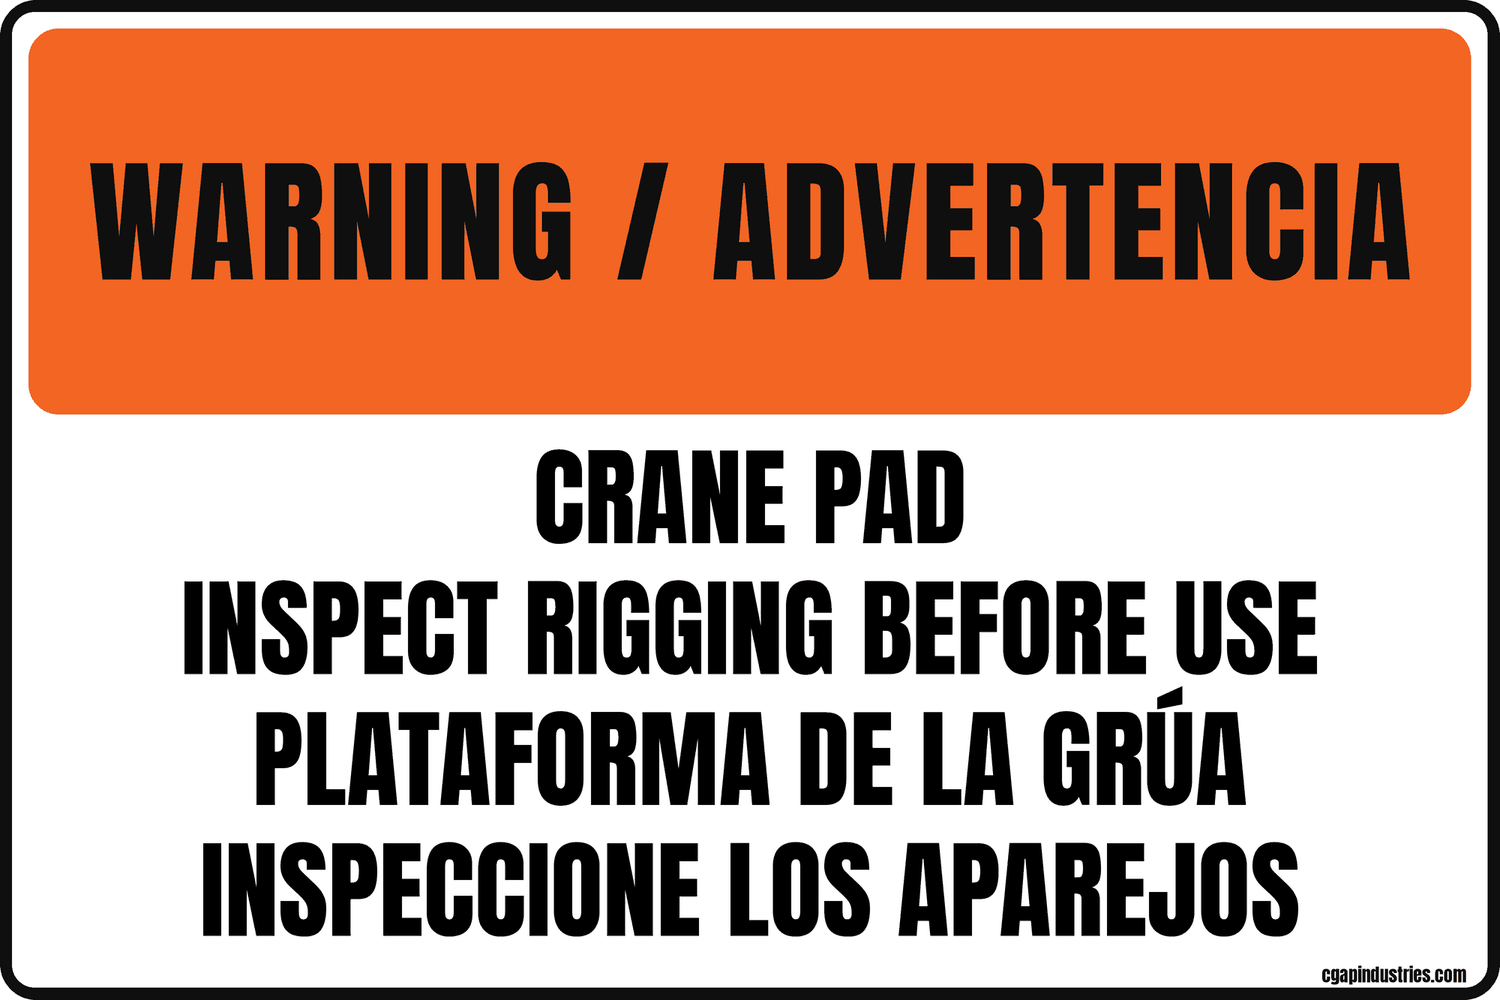 WARNING / ADVERTENCIA
CRANE PAD
INSPECT RIGGING BEFORE USE
PLATAFORMA DE LA GRÚA
INSPECCIONE LOS APAREJOS
cgapindustries.com